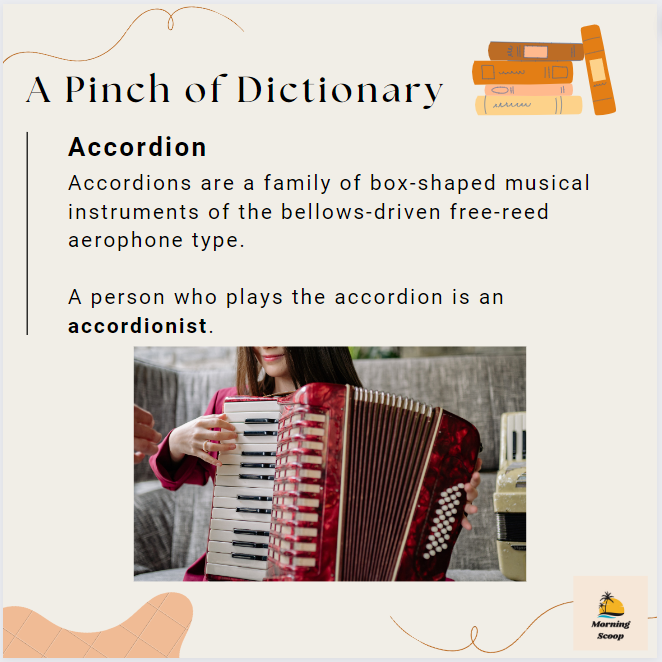 A Pinch of Dictionary
Accordion
Accordions are a family of box-shaped musical
instruments of the bellows-driven free-reed
aerophone type.
A person who plays the accordion is an
accordionist.
Morning
Scoop